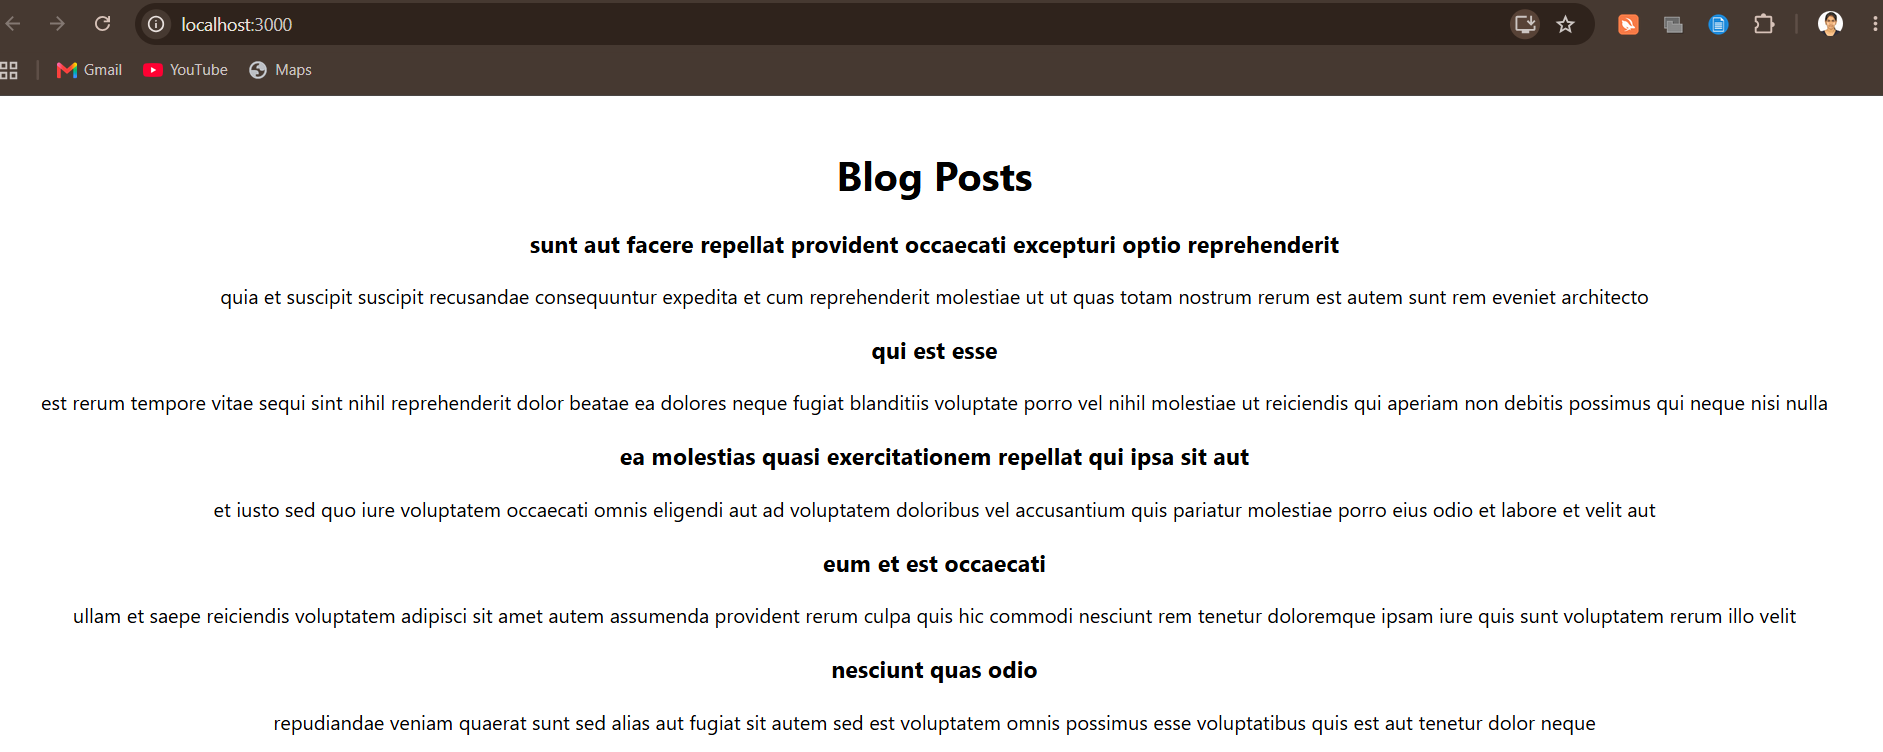 localhost:3000
Gmail YouTube Maps
Blog Posts
sunt aut facere repellat provident occaecati excepturi optio reprehenderit
quia et suscipit suscipit recusandae consequuntur expedita et cum reprehenderit molestiae ut ut quas totam nostrum rerum est autem sunt rem eveniet architecto
qui est esse
est rerum tempore vitae sequi sint nihil reprehenderit dolor beatae ea dolores neque fugiat blanditiis voluptate porro vel nihil molestiae ut reiciendis qui aperiam non debitis possimus qui neque nisi nulla
ea molestias quasi exercitationem repellat qui ipsa sit aut
et iusto sed quo iure voluptatem occaecati omnis eligendi aut ad voluptatem doloribus vel accusantium quis pariatur molestiae porro eius odio et labore et velit aut
eum et est occaecati
ullam et saepe reiciendis voluptatem adipisci sit amet autem assumenda provident rerum culpa quis hic commodi nesciunt rem tenetur doloremque ipsam iure quis sunt voluptatem rerum illo velit
nesciunt quas odio
repudiandae veniam quaerat sunt sed alias aut fugiat sit autem sed est voluptatem omnis possimus esse voluptatibus quis est aut tenetur dolor neque